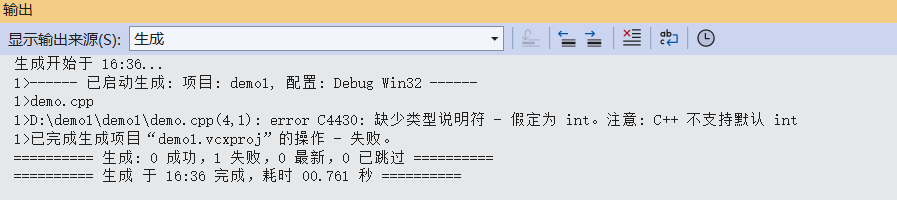 输出
显示输出来源(S): 生成
生成开始于 16:36...
1>------ 已启动生成: 项目: demo1, 配置: Debug Win32 ------
1>demo.cpp
1>D:\demo1\demo1\demo.cpp(4,1): error C4430: 缺少类型说明符 - 假定为 int。注意: C++ 不支持默认 int
1>已完成生成项目“demo1.vcxproj”的操作 - 失败。
========== 生成: 0 成功，1 失败，0 最新，0 已跳过 ==========
========== 生成 于 16:36 完成，耗时 00.761 秒 ==========